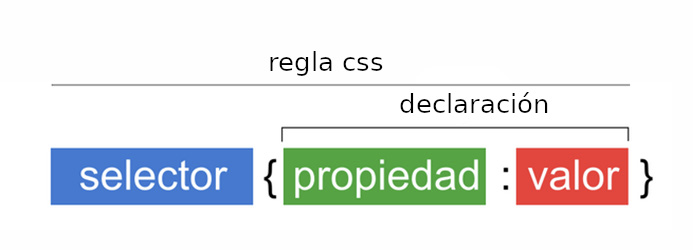 regla css
declaración
selector { propiedad : valor }